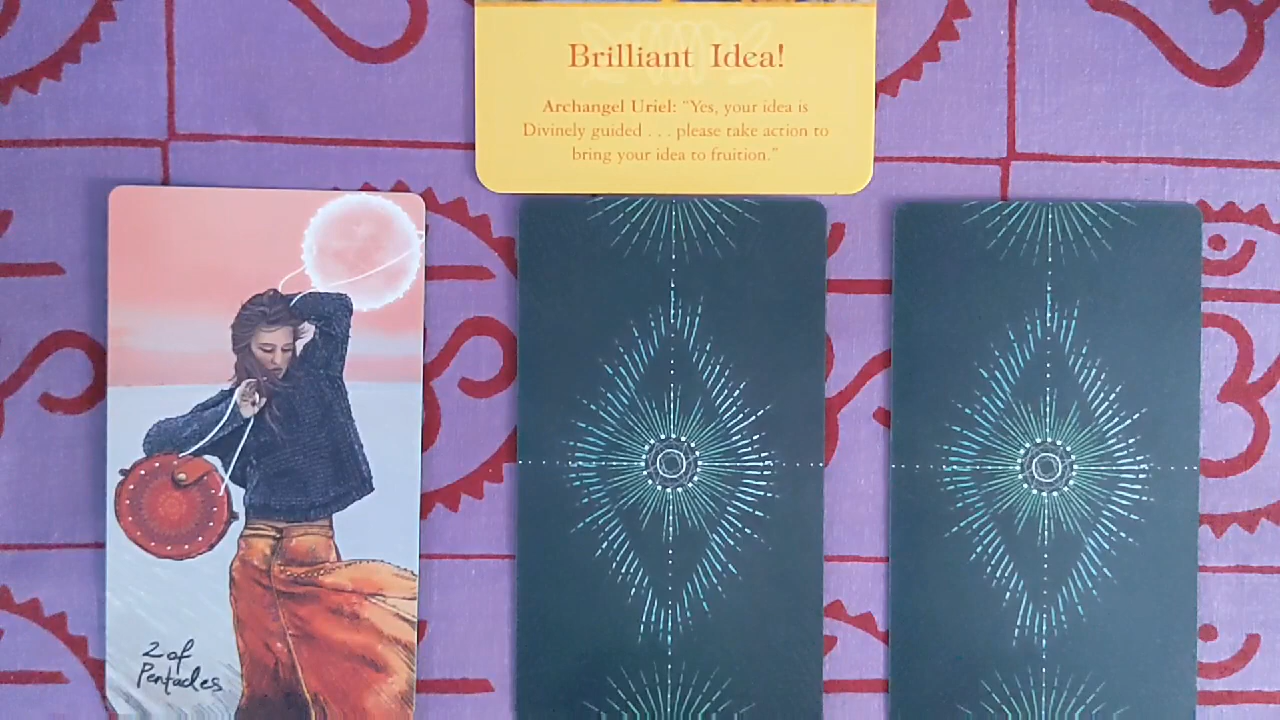 Brilliant Idea!
Archangel Uriel: “Yes, your idea is
Divinely guided . . . please take action to
bring your idea to fruition.”
2 of
Pentacles